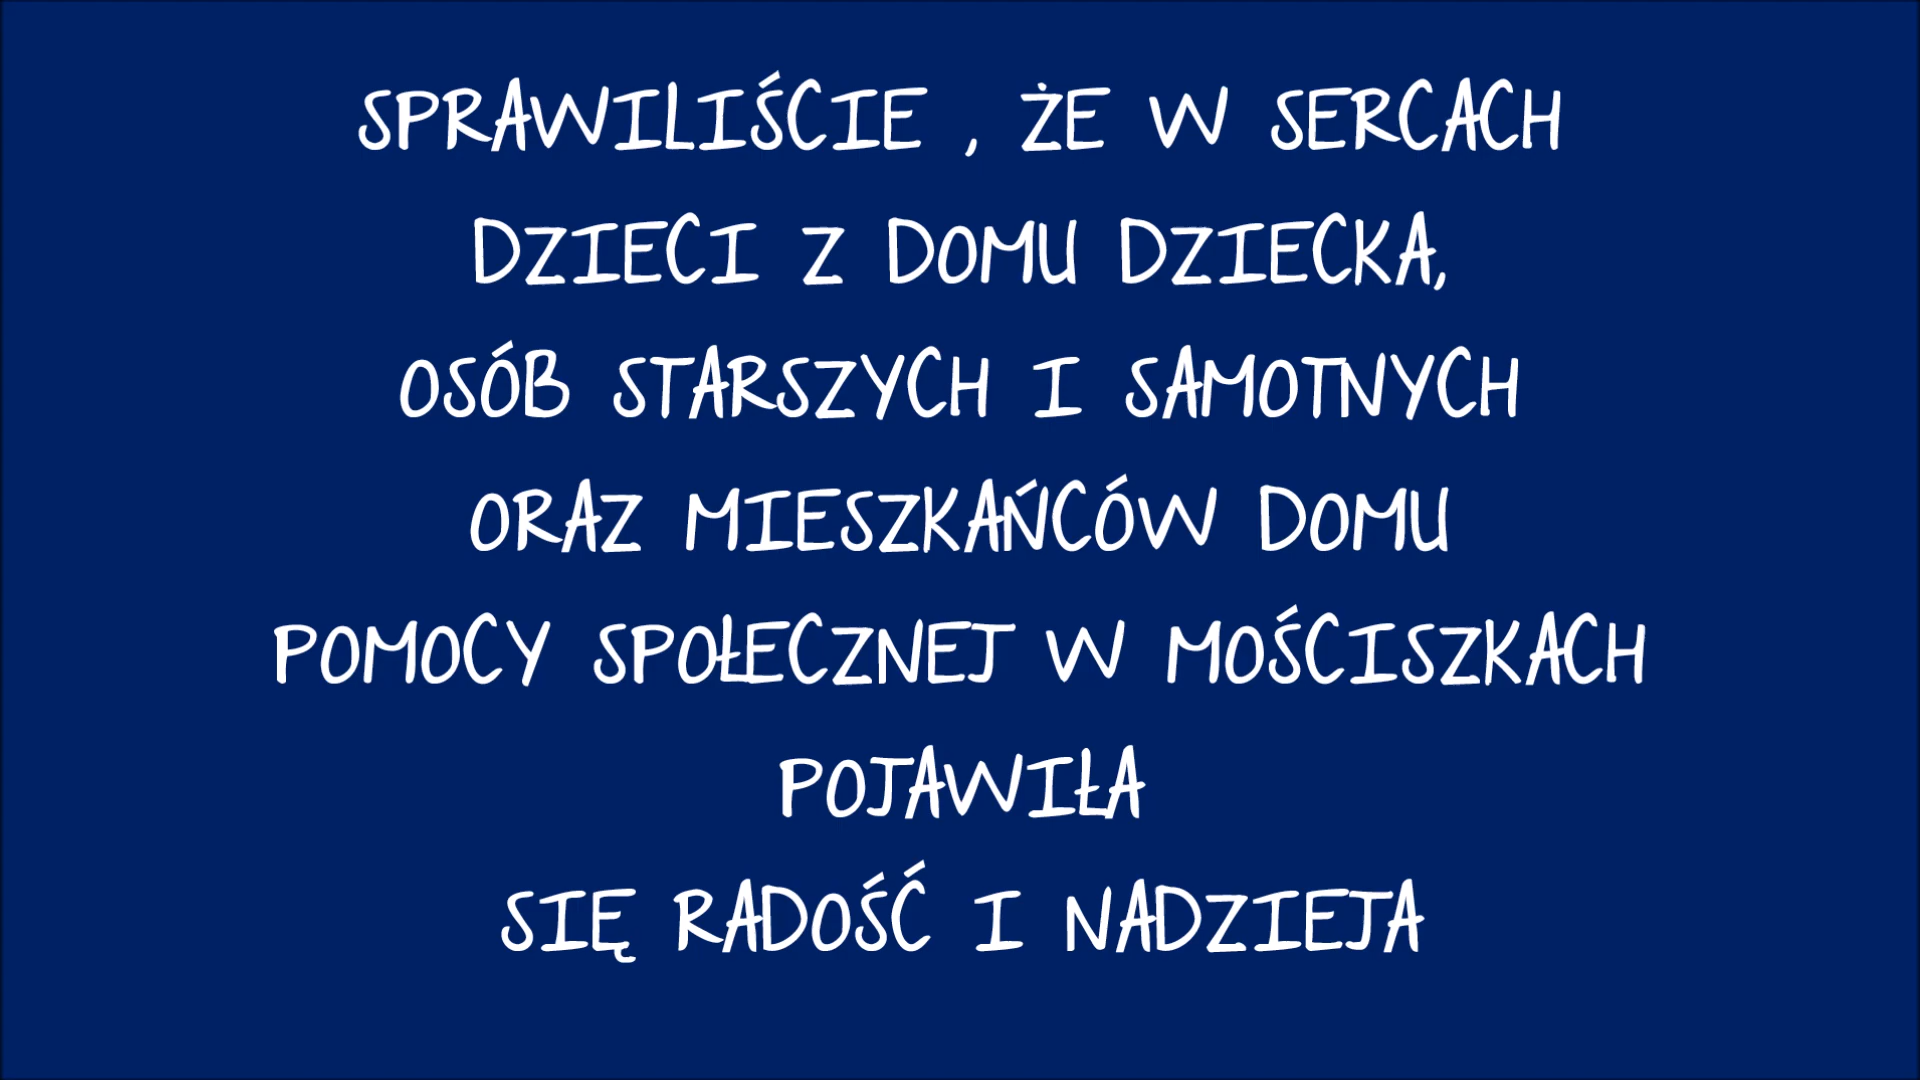 SPRAWILIŚCIE , ŻE W SERCACH
DZIECI Z DOMU DZIECKA,
OSÓB STARSZYCH I SAMOTNYCH
ORAZ MIESZKAŃCÓW DOMU
POMOCY SPOŁECZNEJ W MOŚCISZKACH
POJAWIŁA
SIĘ RADOŚĆ I NADZIEJA